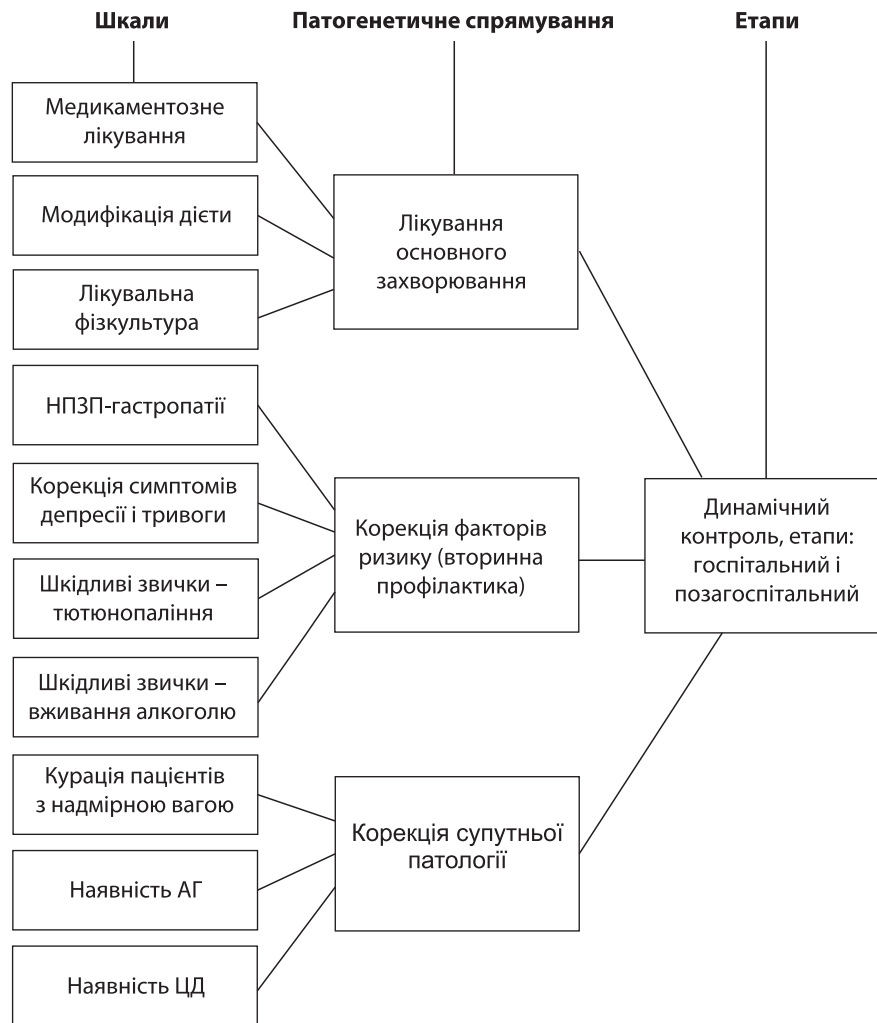 Шкали
Патогенетичне спрямування
Етапи
Медикаментозне
лікування
Модифікація дієти
Лікувальна
фізкультура
НПЗП-гастропатії
Корекція симптомів
депресії і тривоги
Шкідливі звички –
тютюнопаління
Шкідливі звички –
вживання алкоголю
Курація пацієнтів
з надмірною вагою
Наявність АГ
Наявність ЦД
Лікування
основного
захворювання
Корекція факторів
ризику (вторинна
профілактика)
Корекція супутньої
патології
Динамічний
контроль, етапи:
госпітальний і
позагоспітальний